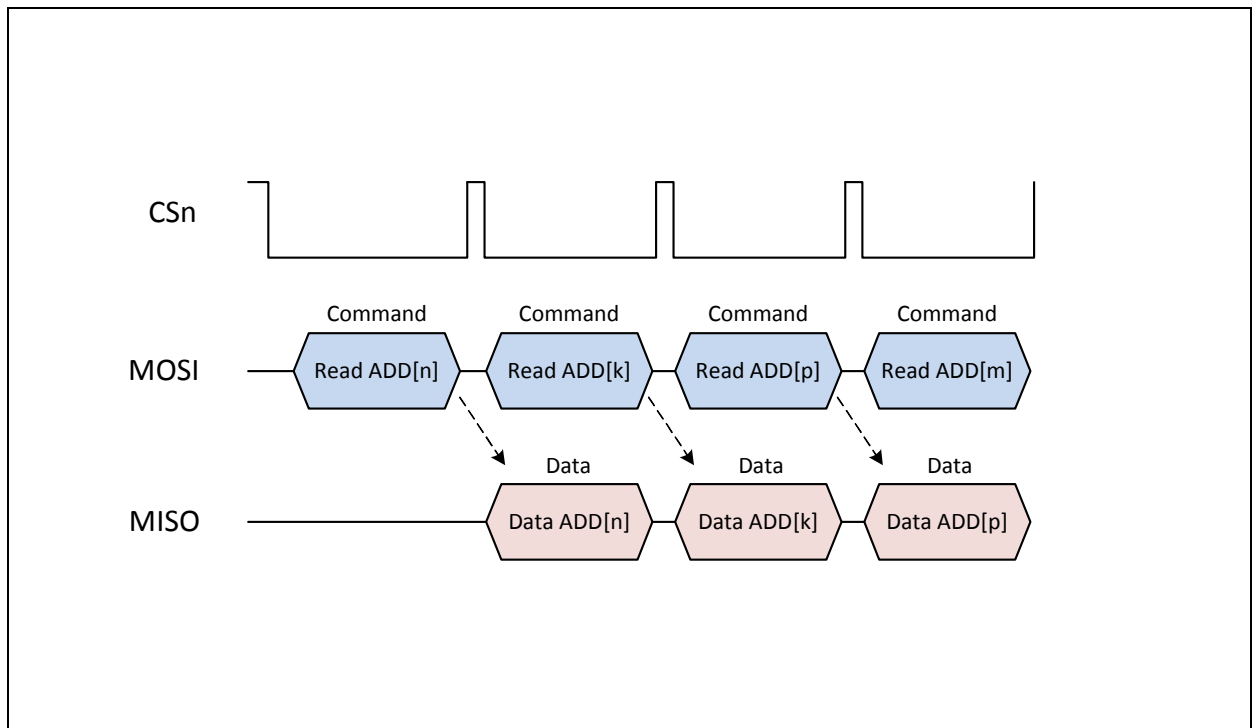 CSn
Command Command Command Command
MOSI Read ADD[n] Read ADD[k] Read ADD[p] Read ADD[m]
Data Data Data
MISO Data ADD[n] Data ADD[k] Data ADD[p]